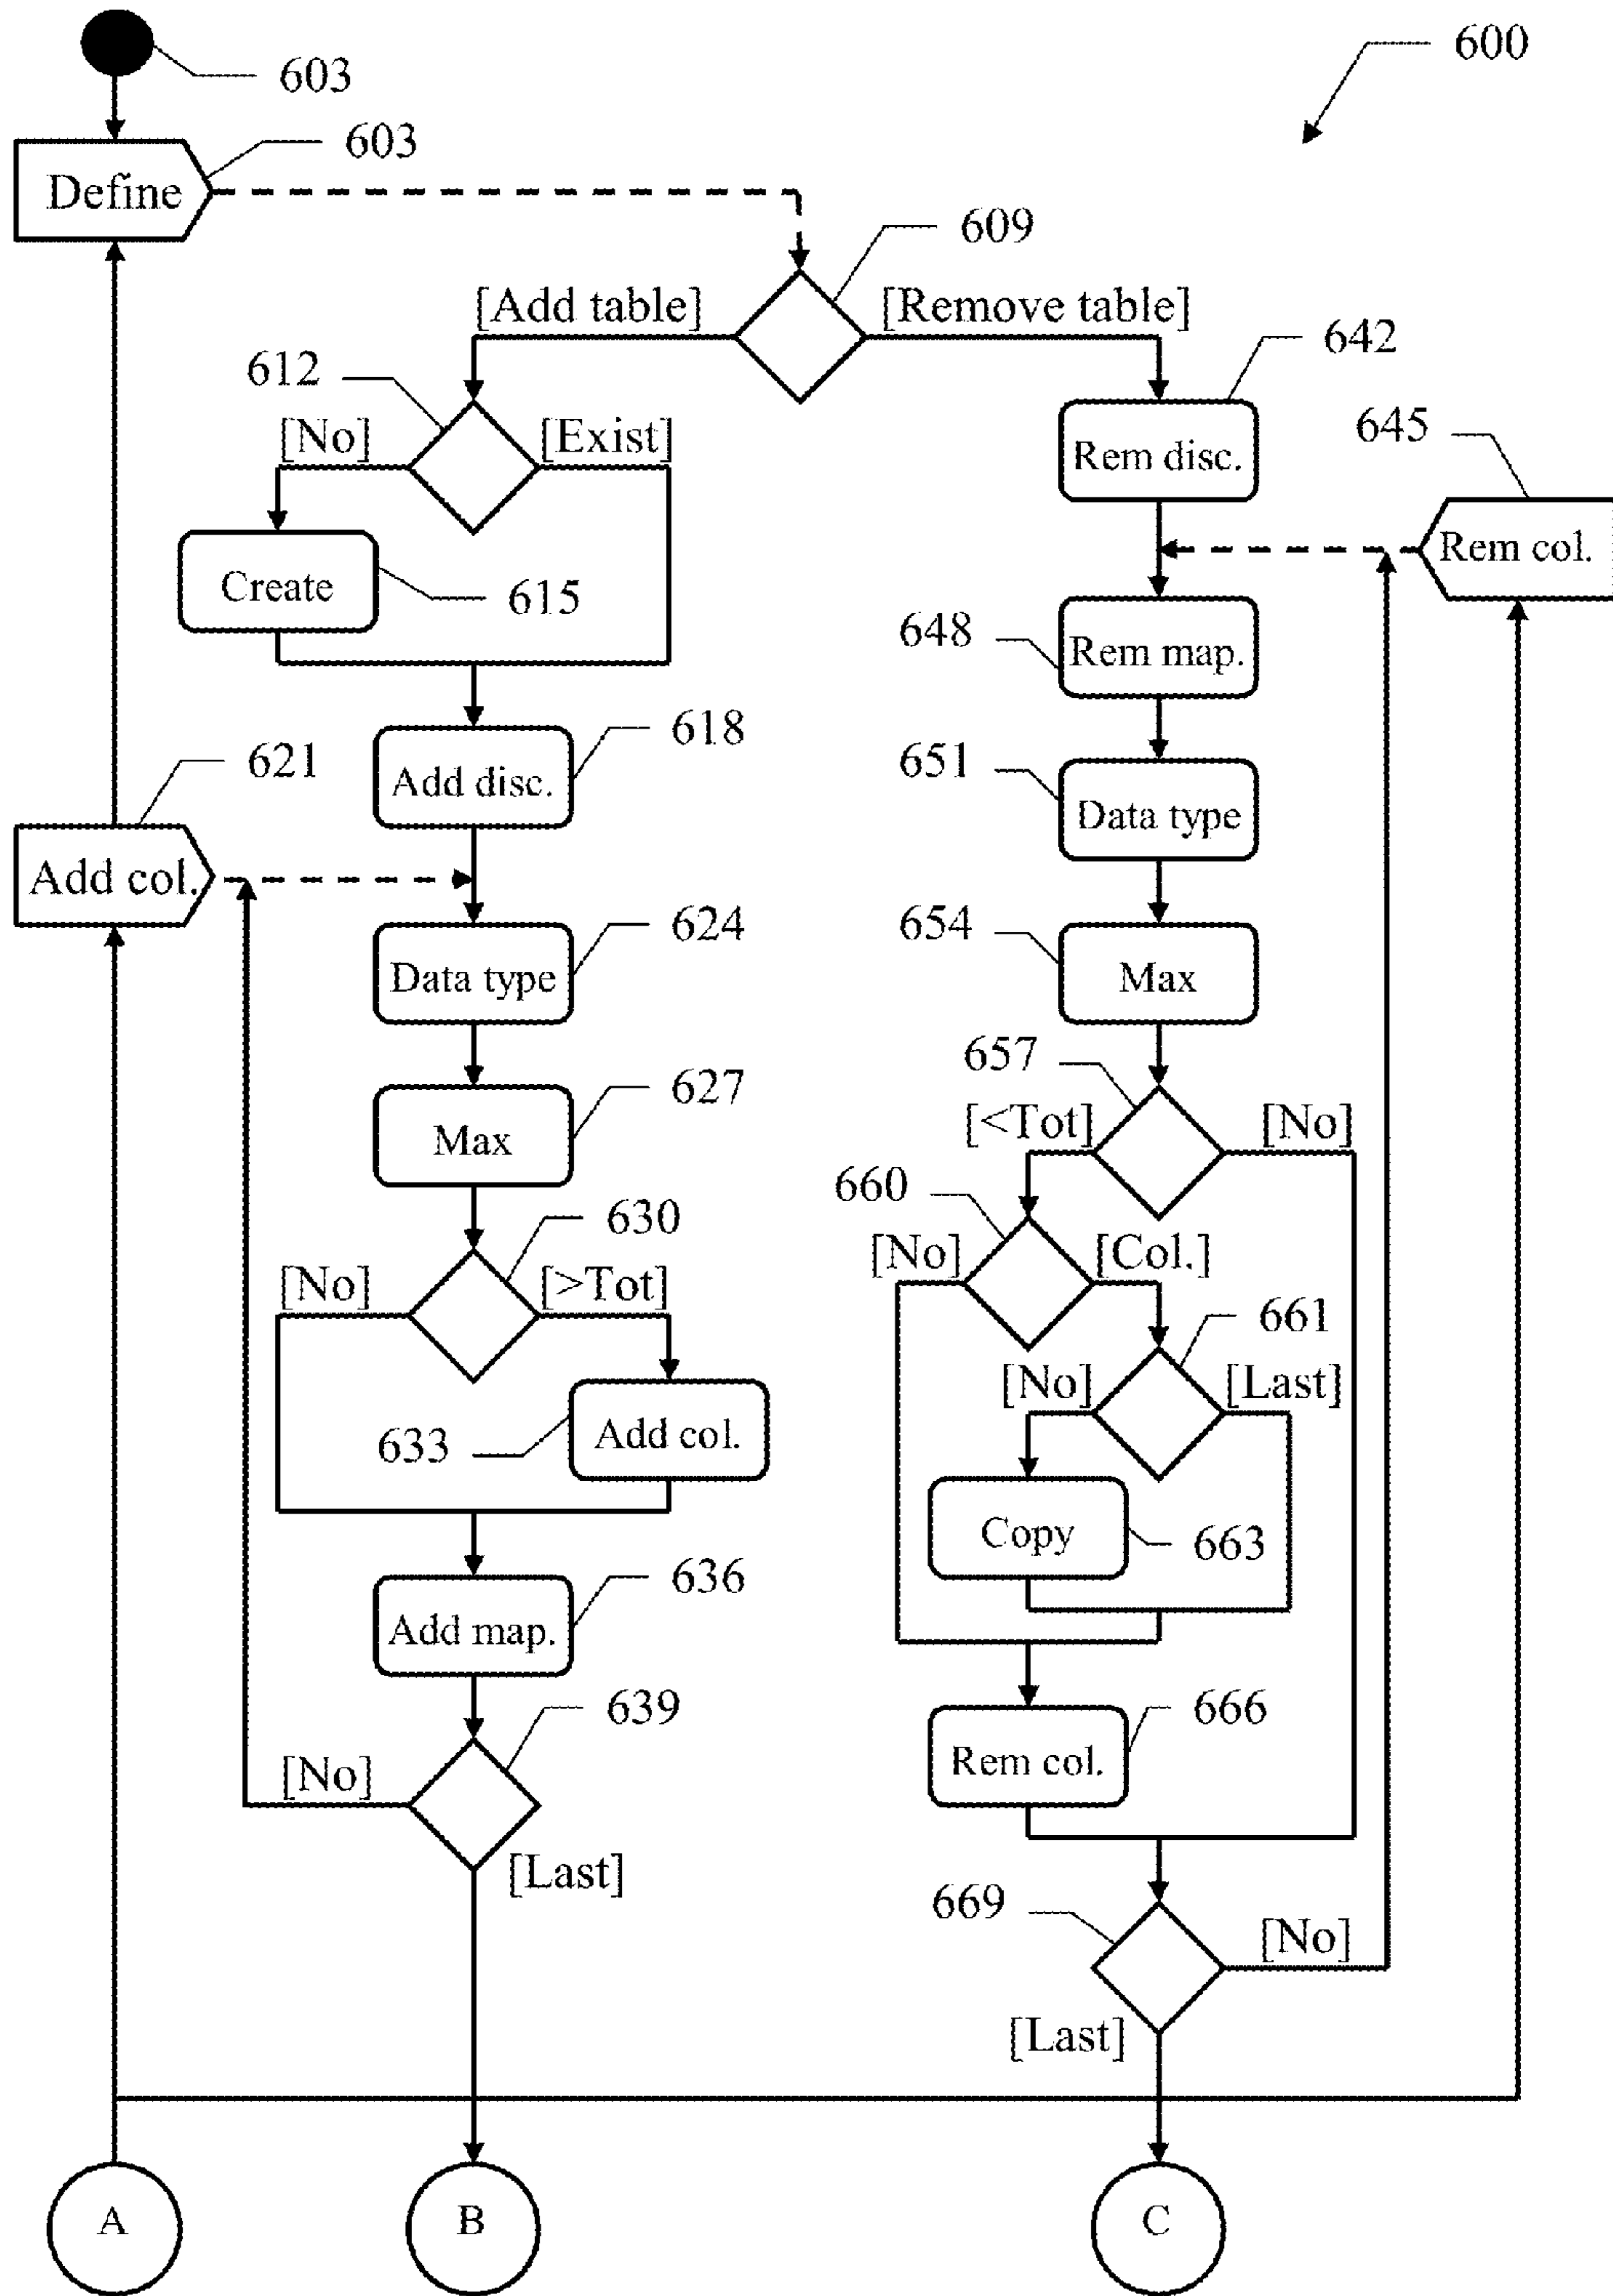 600
603
603
Define
609
[Add table]
[Remove table]
642
612
[No]
[Exist]
645
Rem disc.
Rem col.
Create
615
648
Rem map.
618
Add disc.
651
621
Data type
Add col.
624
654
Data type
Max
657
627
[<Tot]
[No]
Max
660
630
[No]
[Col.]
[No]
[>Tot]
661
[No]
[Last]
633
Add col.
Copy
663
636
Add map.
639
666
Rem col.
[No]
[Last]
669
[No]
[Last]
A
B
C